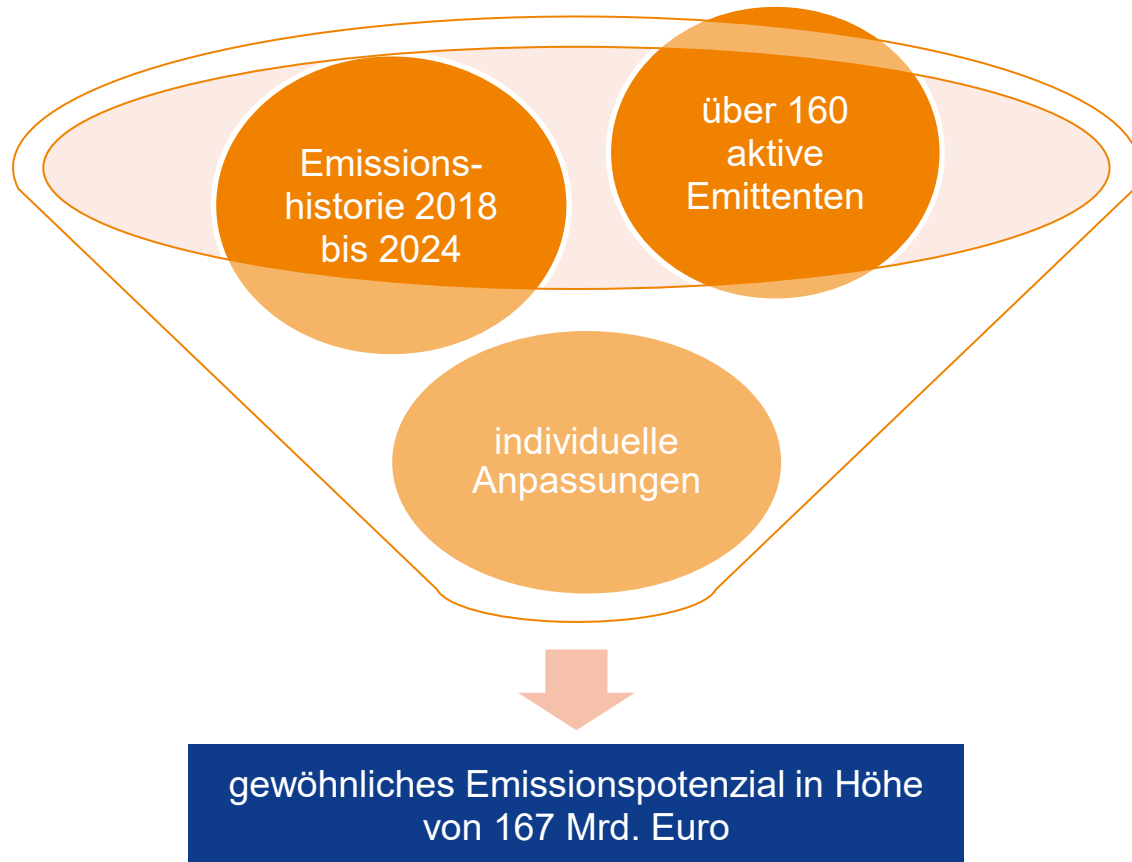 Emissions-
historie 2018
bis 2024
über 160
aktive
Emittenten
individuelle
Anpassungen
gewöhnliches Emissionspotenzial in Höhe
von 167 Mrd. Euro